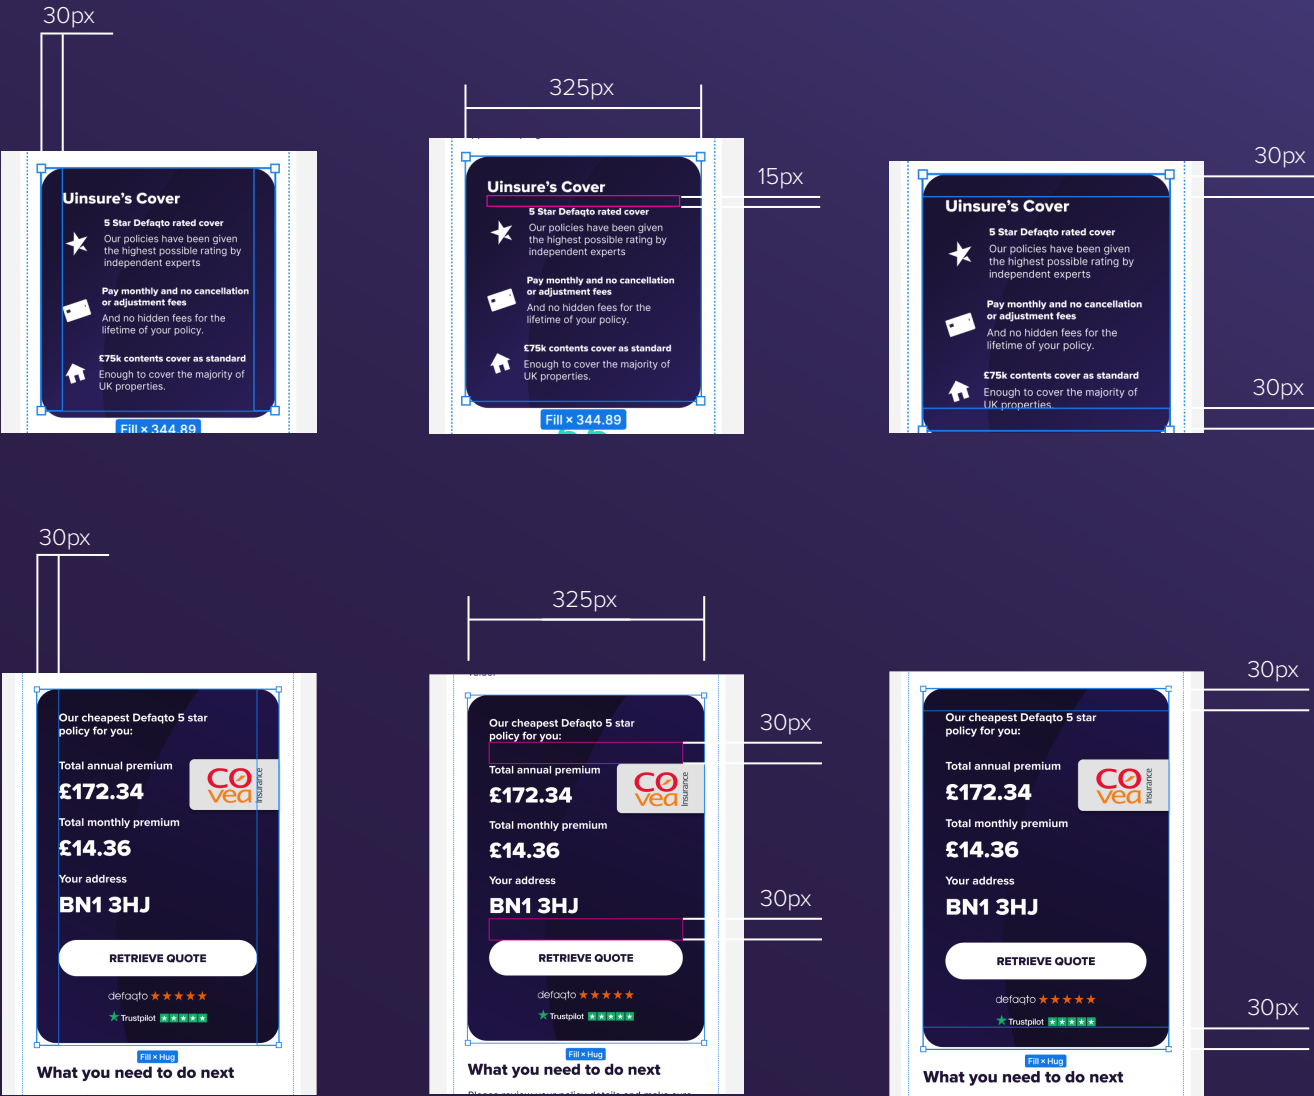 30px
325px
15px
30px
Uinsure's Cover
5 Star Defaqto rated cover
Our policies have been given
the highest possible rating by
independent experts
Pay monthly and no cancellation
or adjustment fees
And no hidden fees for the
lifetime of your policy.
£75k contents cover as standard
Enough to cover the majority of
UK properties.
Fill × 344.89
Uinsure's Cover
5 Star Defaqto rated cover
Our policies have been given
the highest possible rating by
independent experts
Pay monthly and no cancellation
or adjustment fees
And no hidden fees for the
lifetime of your policy.
£75k contents cover as standard
Enough to cover the majority of
UK properties.
Fill × 344.89
Uinsure's Cover
5 Star Defaqto rated cover
Our policies have been given
the highest possible rating by
independent experts
Pay monthly and no cancellation
or adjustment fees
And no hidden fees for the
lifetime of your policy.
£75k contents cover as standard
Enough to cover the majority of
UK properties.
30px
30px
325px
30px
30px
30px
30px
Our cheapest Defaqto 5 star
policy for you:
Total annual premium
£172.34
covea Insurance
Total monthly premium
£14.36
Your address
BN1 3HJ
RETRIEVE QUOTE
defaqto
Trustpilot
Fill × Hug
What you need to do next
Our cheapest Defaqto 5 star
policy for you:
Total annual premium
£172.34
covea Insurance
Total monthly premium
£14.36
Your address
BN1 3HJ
RETRIEVE QUOTE
defaqto
Trustpilot
Fill × Hug
What you need to do next
Our cheapest Defaqto 5 star
policy for you:
Total annual premium
£172.34
covea Insurance
Total monthly premium
£14.36
Your address
BN1 3HJ
RETRIEVE QUOTE
defaqto
Trustpilot
Fill × Hug
What you need to do next